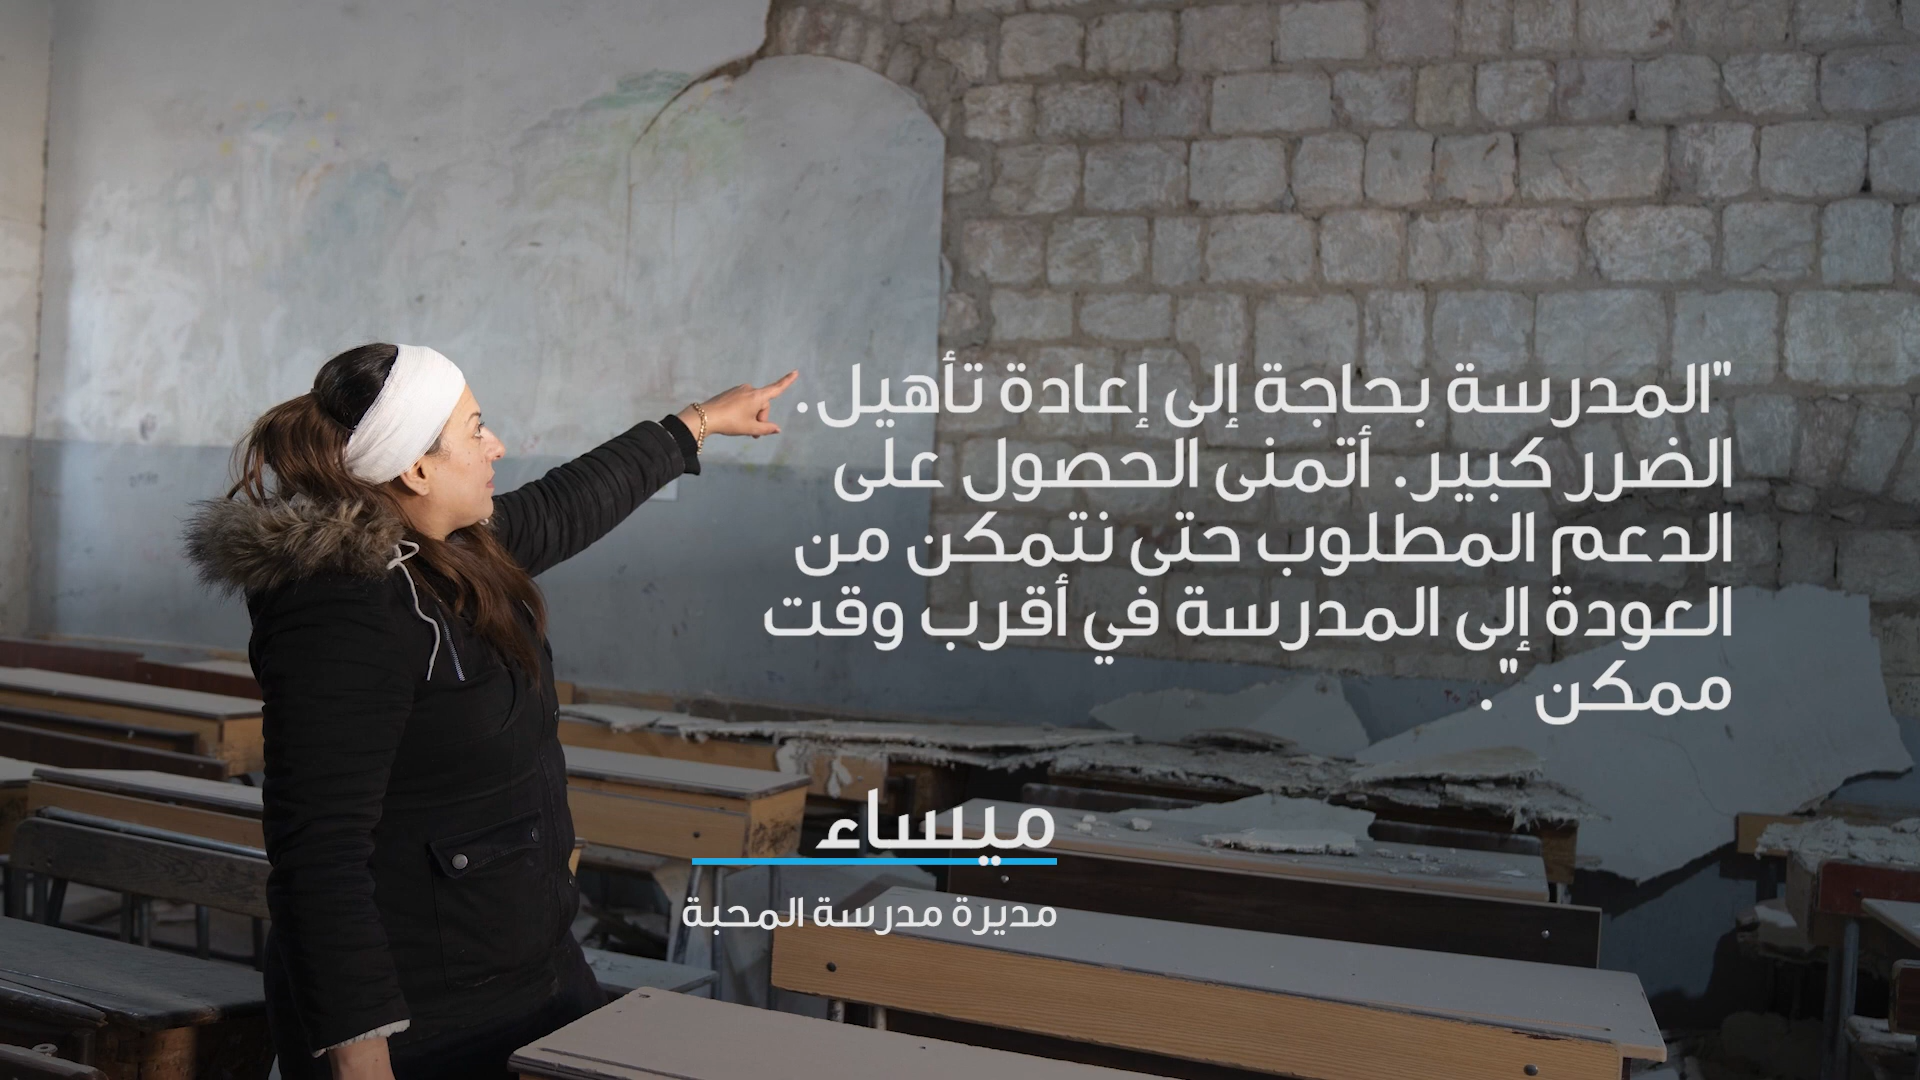 "المدرسة بحاجة إلى إعادة تأهيل.
الضرر كبير. أتمنى الحصول على
الدعم المطلوب حتى نتمكن من
العودة إلى المدرسة في أقرب وقت
ممكن ".
ميساء
مديرة مدرسة المحبة